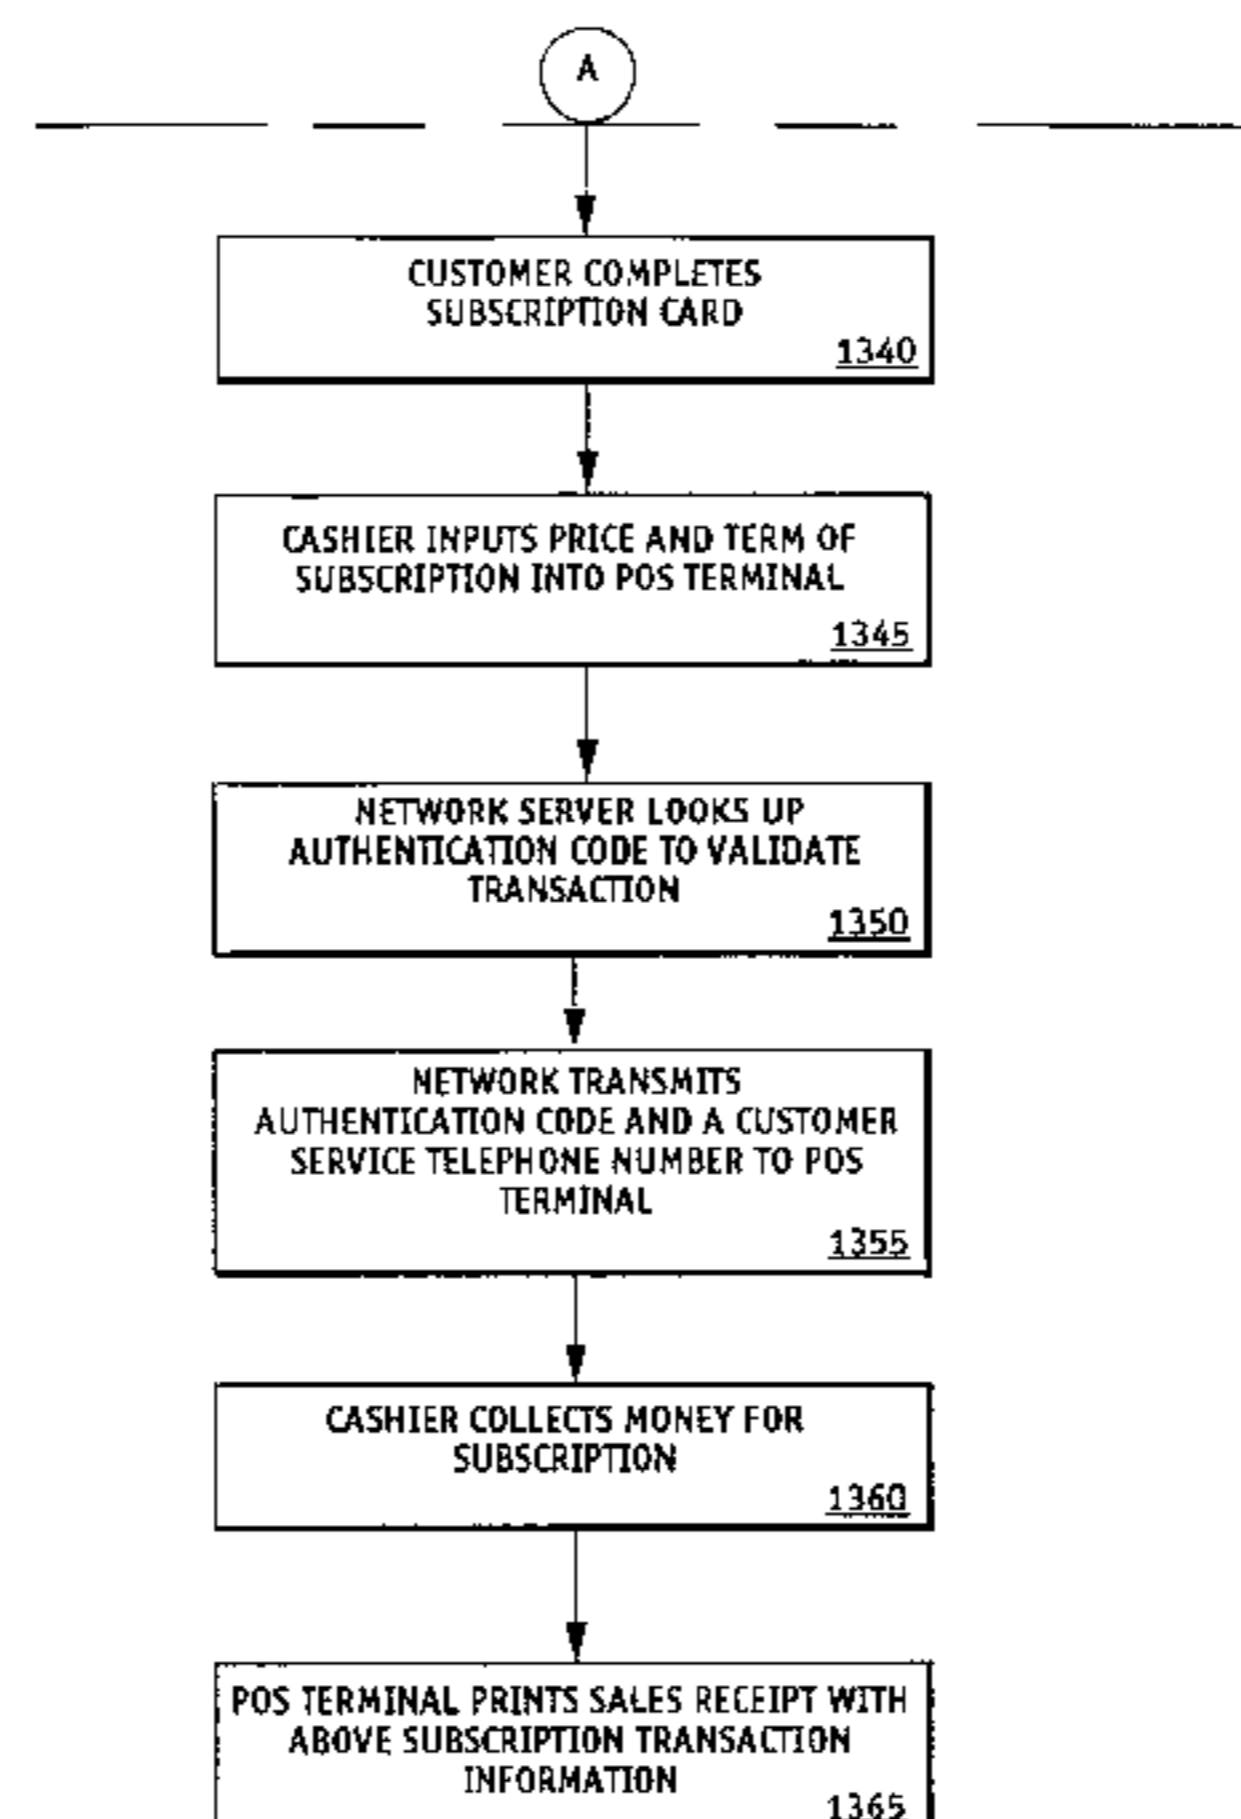 A
CUSTOMER COMPLETES
SUBSCRIPTION CARD
1340
CASHIER INPUTS PRICE AND TERM OF
SUBSCRIPTION INTO POS TERMINAL
1345
NETWORK SERVER LOOKS UP
AUTHENTICATION CODE TO VALIDATE
TRANSACTION
1350
NETWORK TRANSMITS
AUTHENTICATION CODE AND A CUSTOMER
SERVICE TELEPHONE NUMBER TO POS
TERMINAL
1355
CASHIER COLLECTS MONEY FOR
SUBSCRIPTION
1360
POS TERMINAL PRINTS SALES RECEIPT WITH
ABOVE SUBSCRIPTION TRANSACTION
INFORMATION
1365